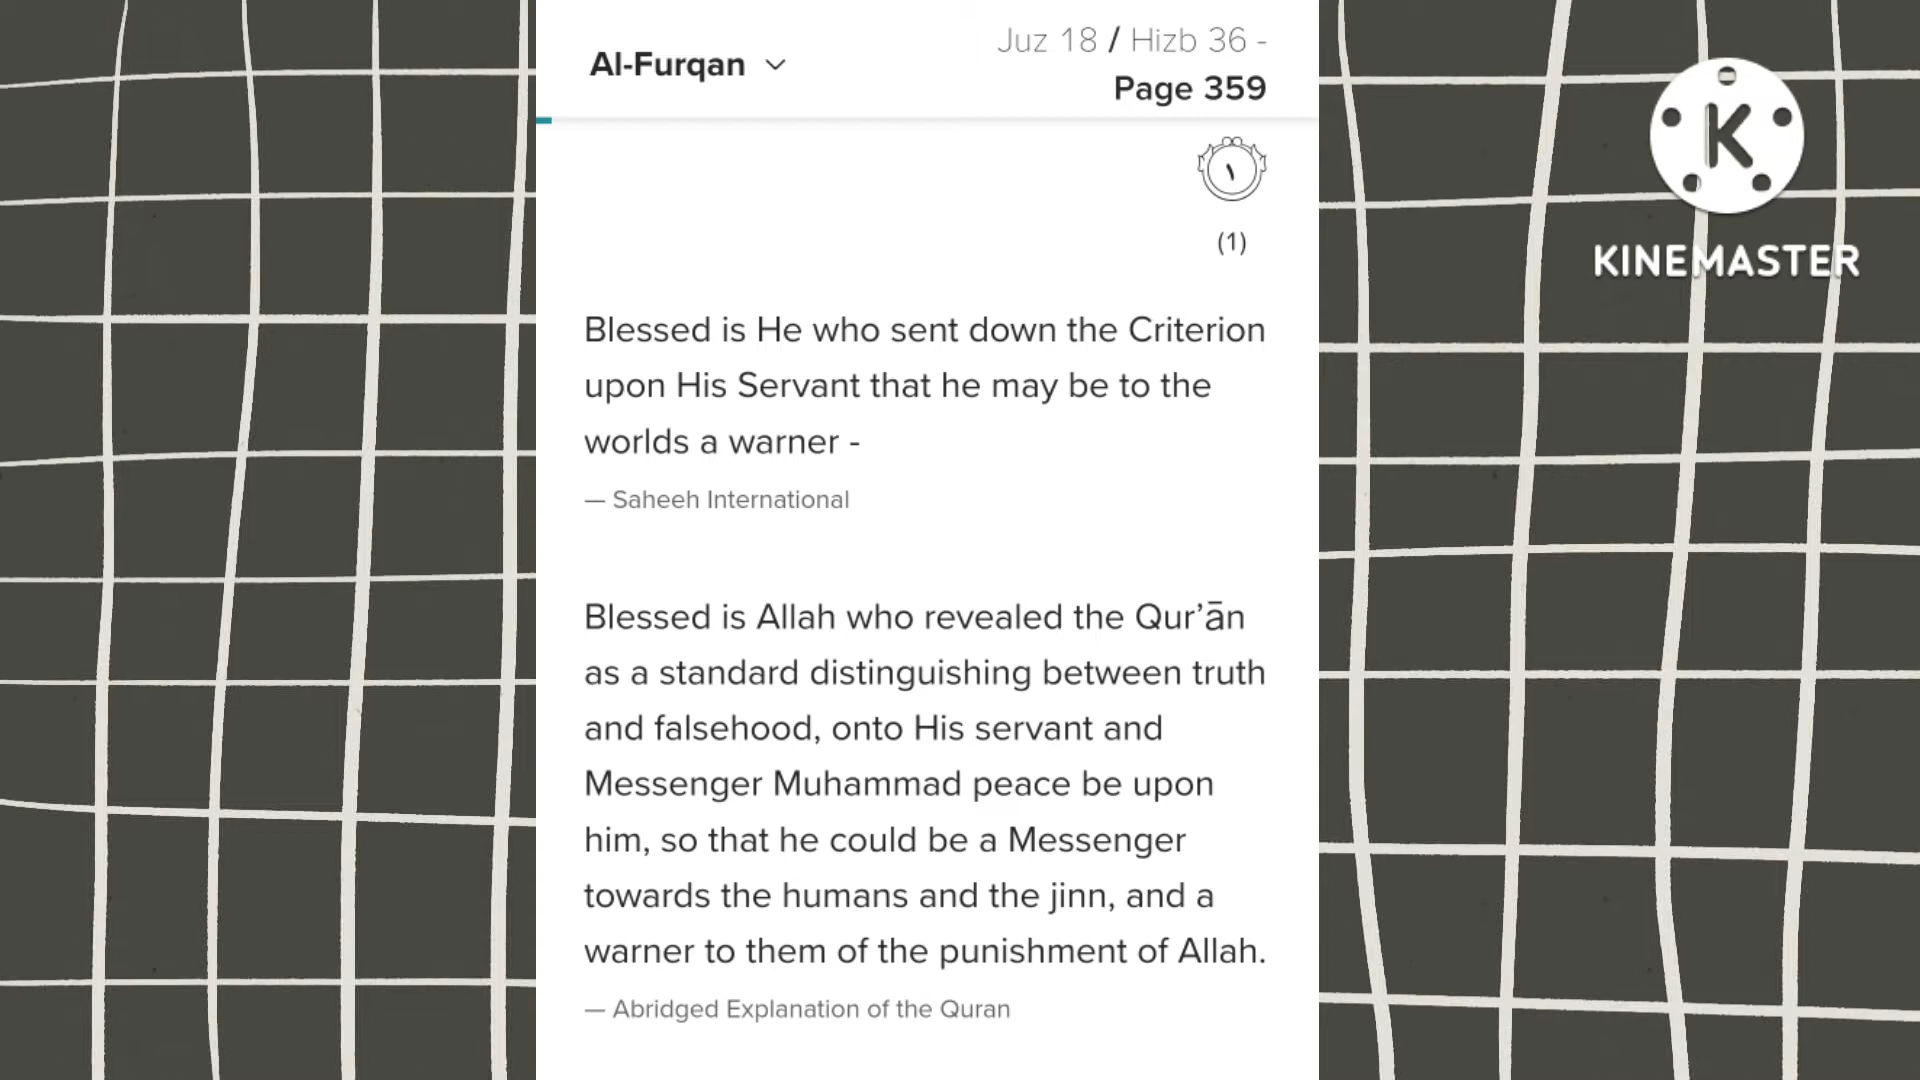 Al-Furqan
Juz 18 / Hizb 36 -
Page 359
K
KINEMASTER
١
(1)
Blessed is He who sent down the Criterion
upon His Servant that he may be to the
worlds a warner -
— Saheeh International
Blessed is Allah who revealed the Qur’ān
as a standard distinguishing between truth
and falsehood, onto His servant and
Messenger Muhammad peace be upon
him, so that he could be a Messenger
towards the humans and the jinn, and a
warner to them of the punishment of Allah.
— Abridged Explanation of the Quran